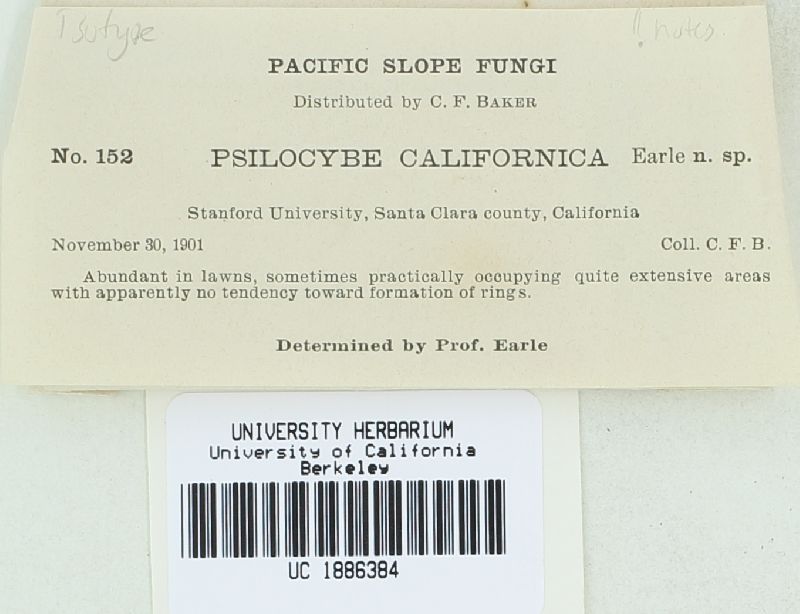 Isotype ! notes.
PACIFIC SLOPE FUNGI
Distributed by C. F. BAKER
No. 152 PSILOCYBE CALIFORNICA Earle n. sp.
Stanford University, Santa Clara county, California
November 30, 1901 Coll. C. F. B.
Abundant in lawns, sometimes practically occupying quite extensive areas
with apparently no tendency toward formation of rings.
Determined by Prof. Earle
UNIVERSITY HERBARIUM
University of California
Berkeley
UC 1886384